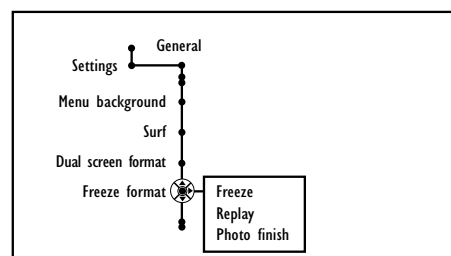 General
Settings
Menu background
Surf
Dual screen format
Freeze format
Freeze
Replay
Photo finish